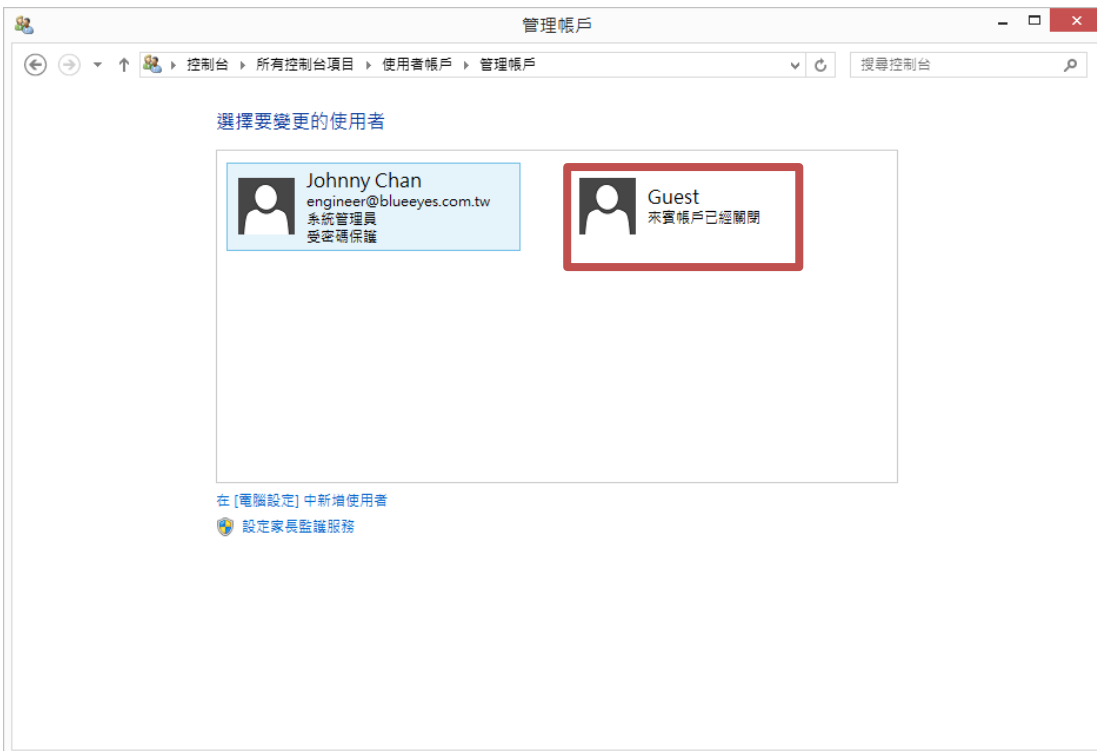 管理帳戶
控制台 所有控制台項目 使用者帳戶 管理帳戶
搜尋控制台
選擇要變更的使用者
Johnny Chan
engineer@blueeyes.com.tw
系統管理員
受密碼保護
Guest
來賓帳戶已經關閉
在 [電腦設定] 中新增使用者
設定家長監護服務